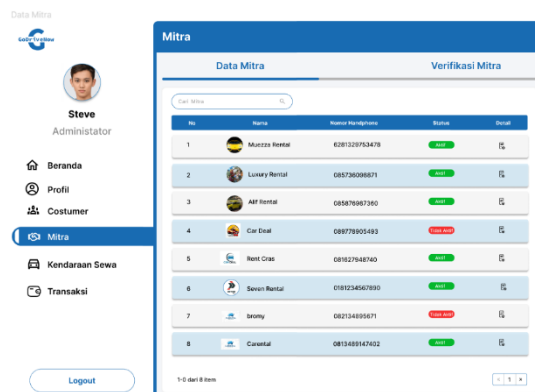 Data Mitra
GoDriveNow
Steve
Administator
Beranda
Profil
Costumer
Mitra
Kendaraan Sewa
Transaksi
Logout
Mitra
Data Mitra
Verifikasi Mitra
Cari Mitra
No Nama Nomor Handphone Status Detail
1 Muezza Rental 6281329753478 Aktif
2 Luxury Rental 085736096871 Aktif
3 Alif Rental 085876987360 Aktif
4 Car Deal 089778905493 Tidak Aktif
5 Rent Cras 081627948740 Aktif
6 Seven Rental 0181234567890 Aktif
7 bromy 082134895671 Tidak Aktif
8 Carental 0813489147402 Aktif
1-0 dari 8 item
< 1 >